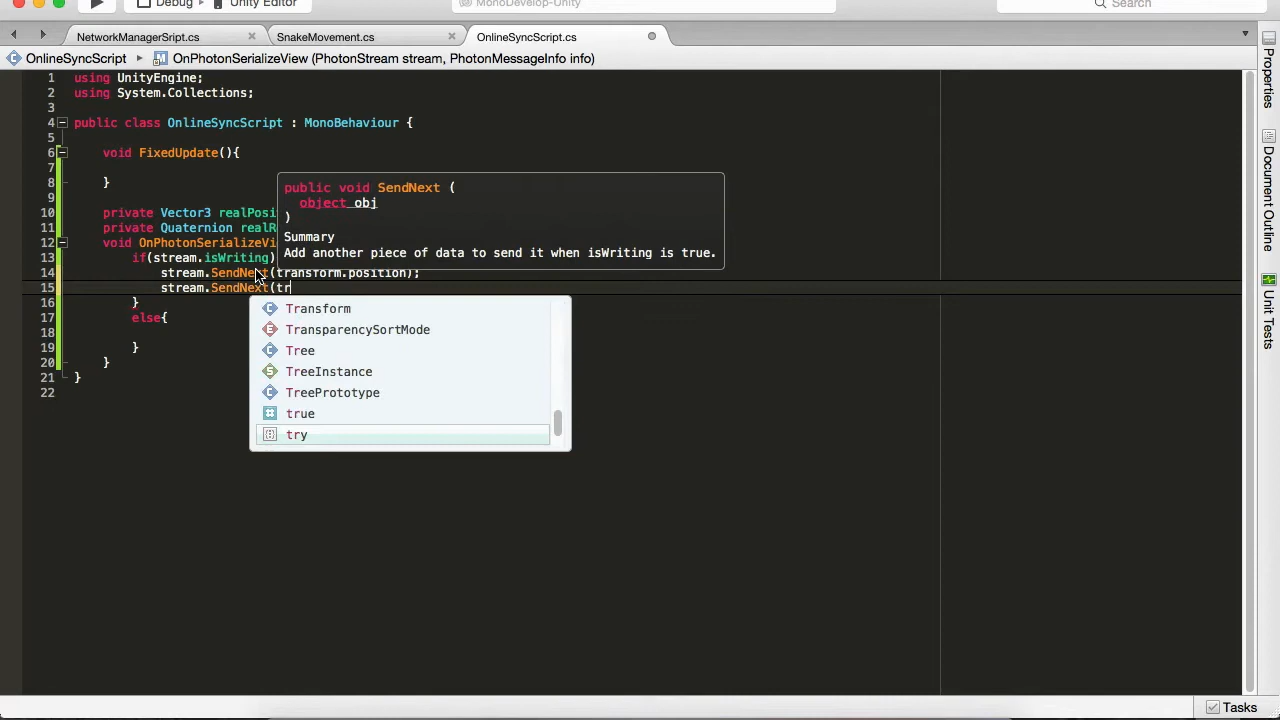 Debug
Unity Editor
MonoDevelop-Unity
Search
NetworkManagerSript.cs
SnakeMovement.cs
OnlineSyncScript.cs
OnlineSyncScript
OnPhotonSerializeView (PhotonStream stream, PhotonMessageInfo info)
1 using UnityEngine;
2 using System.Collections;
3
4 public class OnlineSyncScript : MonoBehaviour {
5
6 void FixedUpdate(){
7
8 }
9
10 private Vector3 realPosi
11 private Quaternion realR
12 void OnPhotonSerializeVi
13 if(stream.isWriting)
14 stream.SendNext(transform.position);
15 stream.SendNext(tr
16 }
17 else{
18
19 }
20 }
21 }
22
public void SendNext (
object obj
)
Summary
Add another piece of data to send it when isWriting is true.
Transform
TransparencySortMode
Tree
TreeInstance
TreePrototype
true
try
Properties
Document Outline
Unit Tests
Tasks